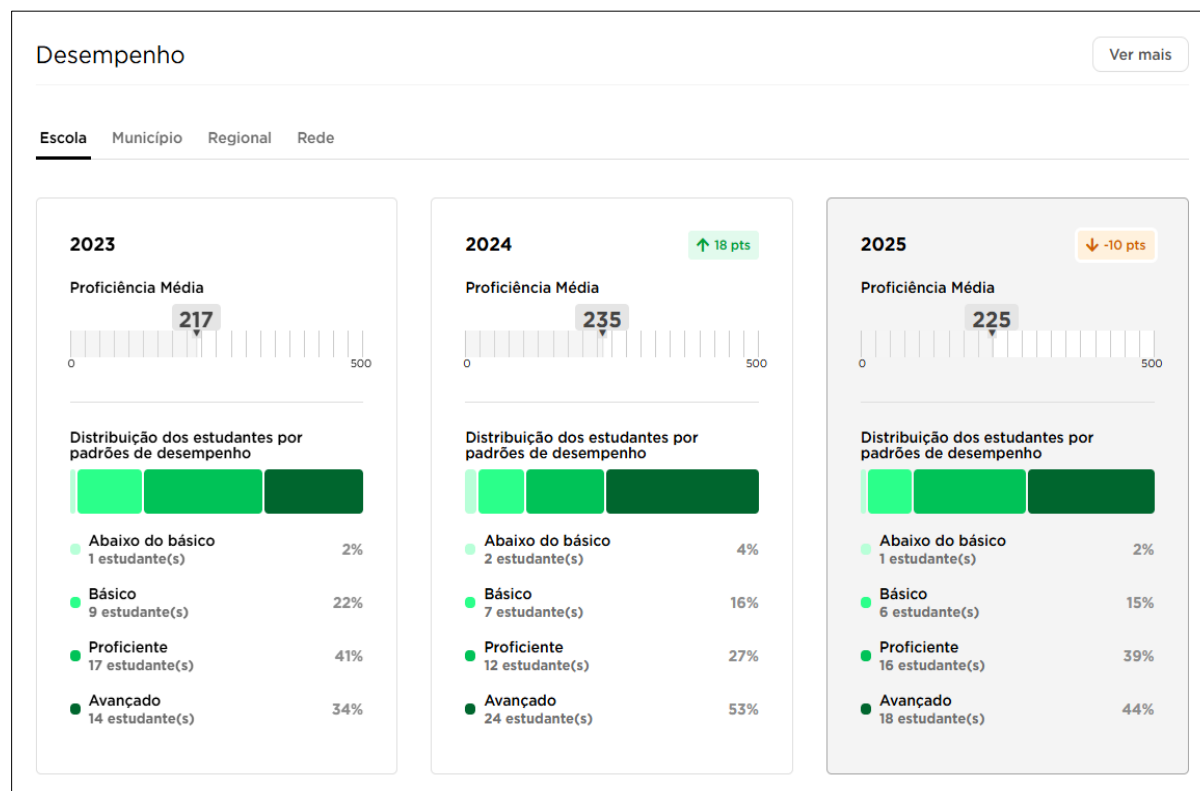 Desempenho
Ver mais
Escola Município Regional Rede
2023
Proficiência Média
217
0 500
Distribuição dos estudantes por
padrões de desempenho
Abaixo do básico
1 estudante(s) 2%
Básico
9 estudante(s) 22%
Proficiente
17 estudante(s) 41%
Avançado
14 estudante(s) 34%
2024
↑ 18 pts
Proficiência Média
235
0 500
Distribuição dos estudantes por
padrões de desempenho
Abaixo do básico
2 estudante(s) 4%
Básico
7 estudante(s) 16%
Proficiente
12 estudante(s) 27%
Avançado
24 estudante(s) 53%
2025
↓ -10 pts
Proficiência Média
225
0 500
Distribuição dos estudantes por
padrões de desempenho
Abaixo do básico
1 estudante(s) 2%
Básico
6 estudante(s) 15%
Proficiente
16 estudante(s) 39%
Avançado
18 estudante(s) 44%